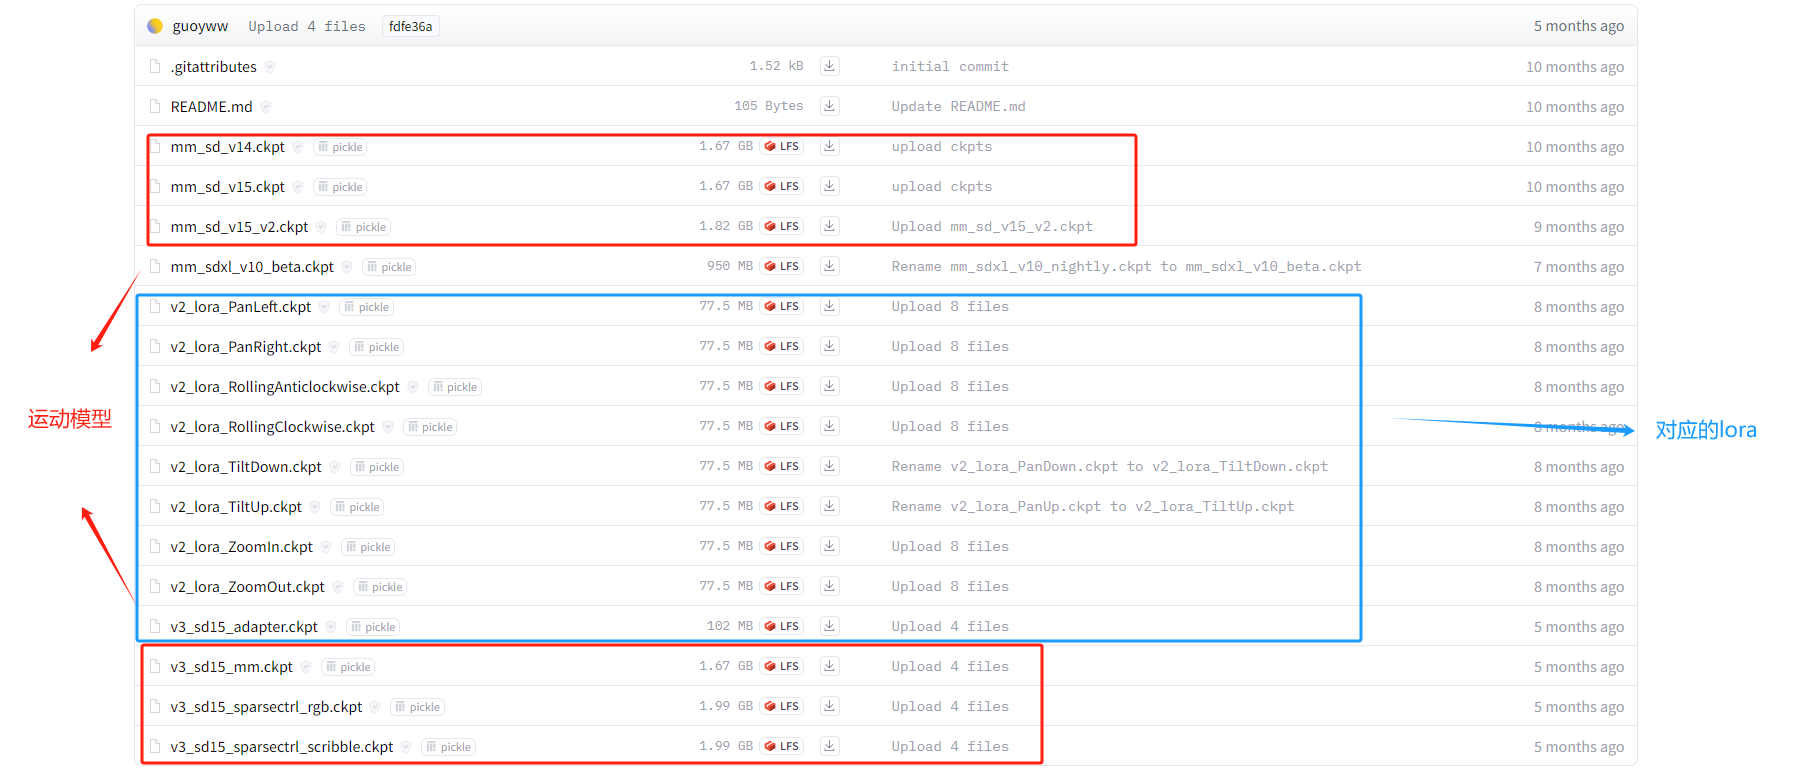 guoyww Upload 4 files fdfe36a 5 months ago
.gitattributes 1.52 kB initial commit 10 months ago
README.md 105 Bytes Update README.md 10 months ago
mm_sd_v14.ckpt pickle 1.67 GB LFS upload ckpts 10 months ago
mm_sd_v15.ckpt pickle 1.67 GB LFS upload ckpts 10 months ago
mm_sd_v15_v2.ckpt pickle 1.82 GB LFS Upload mm_sd_v15_v2.ckpt 9 months ago
mm_sdxl_v10_beta.ckpt pickle 950 MB LFS Rename mm_sdxl_v10_nightly.ckpt to mm_sdxl_v10_beta.ckpt 7 months ago
v2_lora_PanLeft.ckpt pickle 77.5 MB LFS Upload 8 files 8 months ago
v2_lora_PanRight.ckpt pickle 77.5 MB LFS Upload 8 files 8 months ago
v2_lora_RollingAnticlockwise.ckpt pickle 77.5 MB LFS Upload 8 files 8 months ago
运动模型
v2_lora_RollingClockwise.ckpt pickle 77.5 MB LFS Upload 8 files 8 months ago
对应的lora
v2_lora_TiltDown.ckpt pickle 77.5 MB LFS Rename v2_lora_PanDown.ckpt to v2_lora_TiltDown.ckpt 8 months ago
v2_lora_TiltUp.ckpt pickle 77.5 MB LFS Rename v2_lora_PanUp.ckpt to v2_lora_TiltUp.ckpt 8 months ago
v2_lora_ZoomIn.ckpt pickle 77.5 MB LFS Upload 8 files 8 months ago
v2_lora_ZoomOut.ckpt pickle 77.5 MB LFS Upload 8 files 8 months ago
v3_sd15_adapter.ckpt pickle 102 MB LFS Upload 4 files 5 months ago
v3_sd15_mm.ckpt pickle 1.67 GB LFS Upload 4 files 5 months ago
v3_sd15_sparsectrl_rgb.ckpt pickle 1.99 GB LFS Upload 4 files 5 months ago
v3_sd15_sparsectrl_scribble.ckpt pickle 1.99 GB LFS Upload 4 files 5 months ago